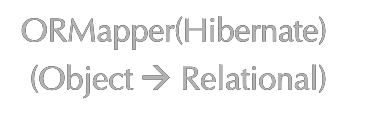 ORMapper(Hibernate)
(Object → Relational)